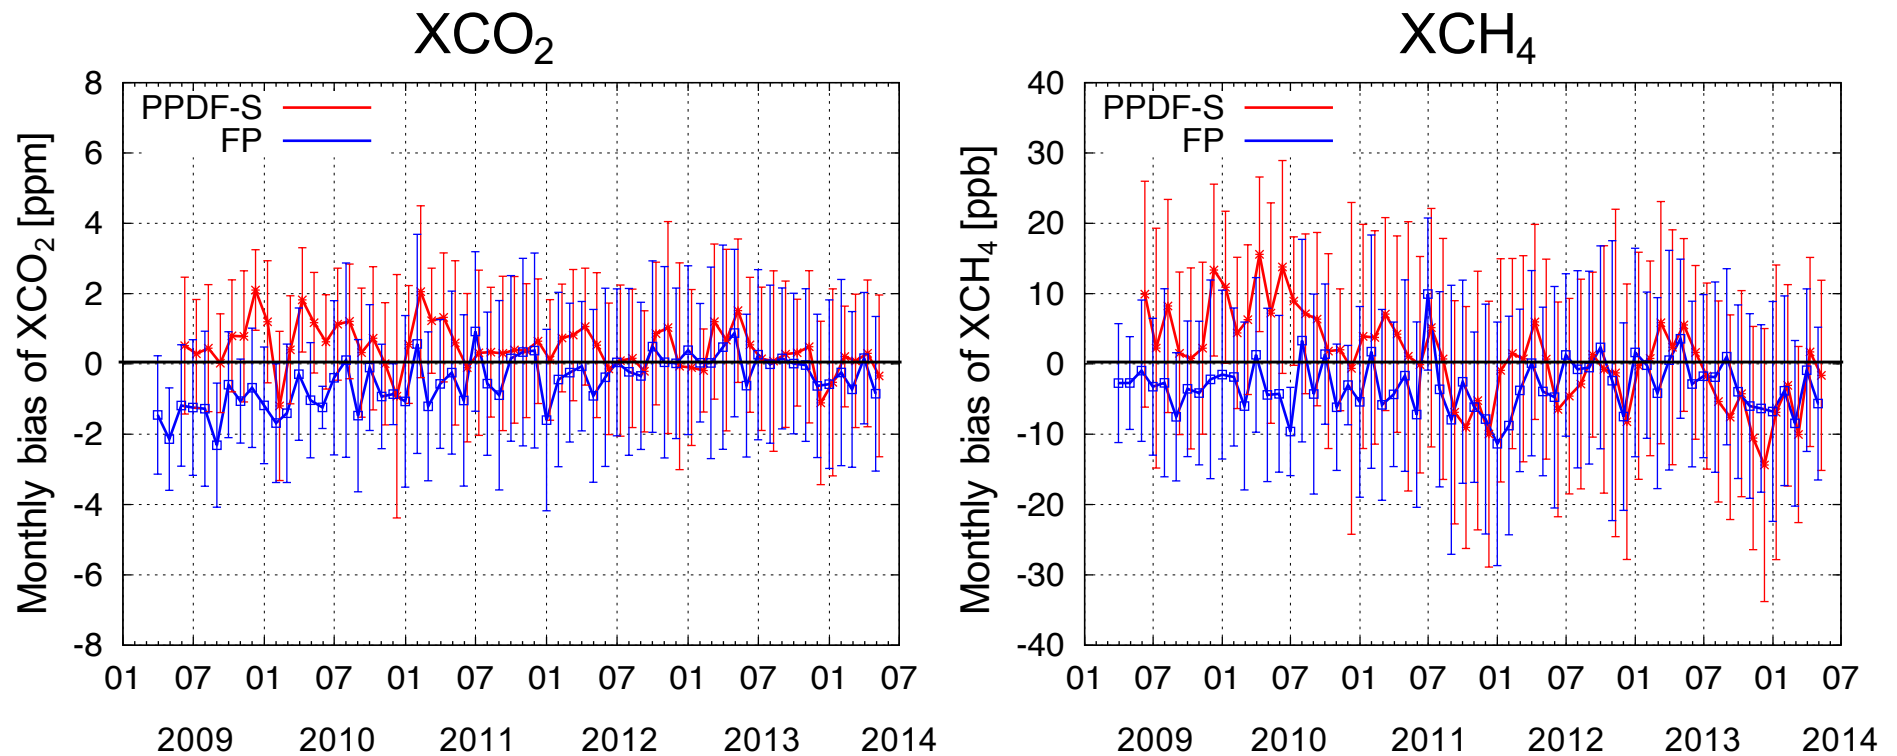 XCO2
Monthly bias of XCO2 [ppm]
PPDF-S
FP
8
6
4
2
0
-2
-4
-6
-8
01 07 01 07 01 07 01 07 01 07 01 07
2009 2010 2011 2012 2013 2014
XCH4
Monthly bias of XCH4 [ppb]
PPDF-S
FP
40
30
20
10
0
-10
-20
-30
-40
01 07 01 07 01 07 01 07 01 07 01 07
2009 2010 2011 2012 2013 2014